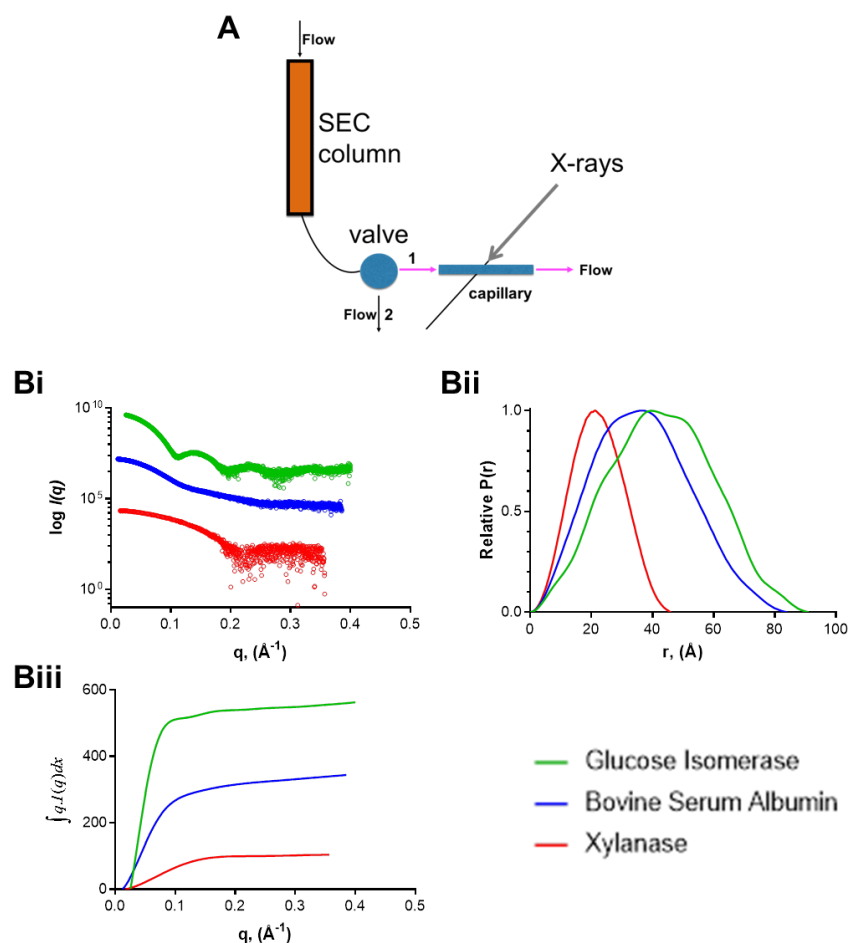 A
Flow
SEC
column
X-rays
valve
1
Flow
capillary
Flow 2
Bi
Bii
10^10
10^5
10^0
log I(q)
0.0 0.1 0.2 0.3 0.4 0.5
q, (Å^-1)
1.0
0.5
0.0
Relative P(r)
0 20 40 60 80 100
r, (Å)
Biii
600
400
200
0
∫ q.I(q)dx
0.0 0.1 0.2 0.3 0.4 0.5
q, (Å^-1)
Glucose Isomerase
Bovine Serum Albumin
Xylanase